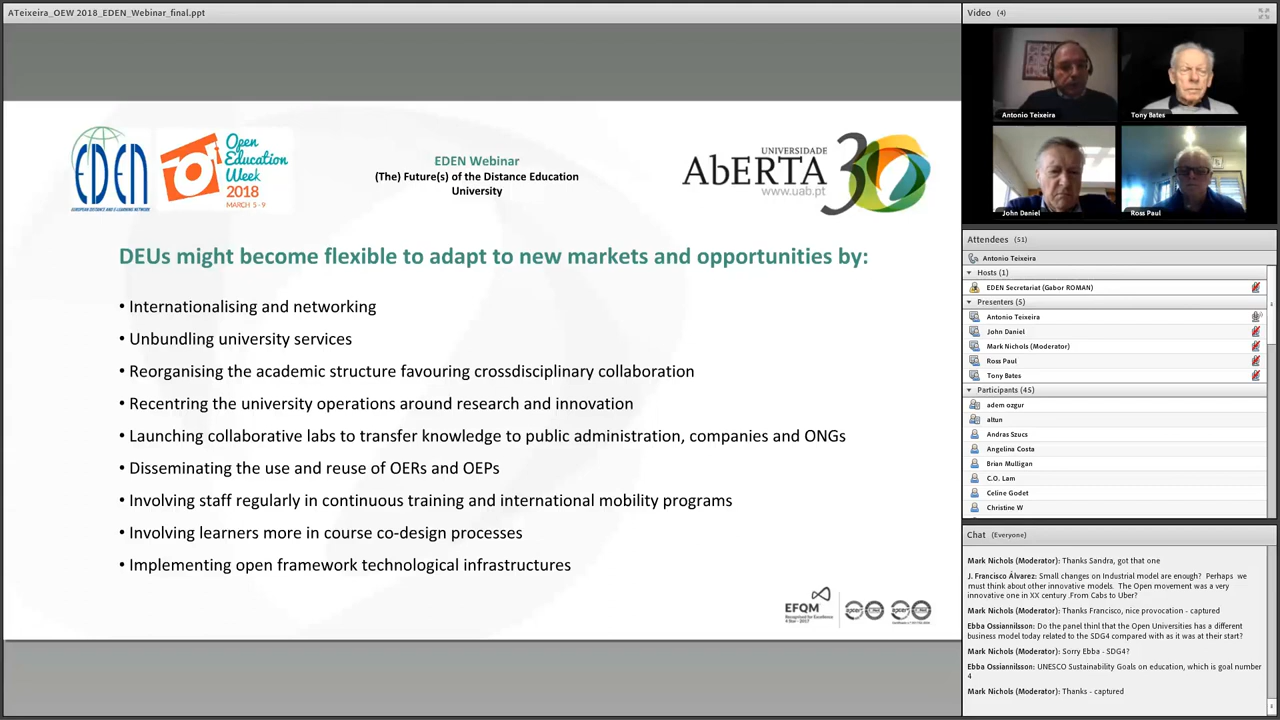 ATeixeira_OEW 2018_EDEN_Webinar_final.ppt
EDEN
EUROPEAN DISTANCE AND E-LEARNING NETWORK
Open
Education
Week
2018
MARCH 5-9
EDEN Webinar
(The) Future(s) of the Distance Education
University
UNIVERSIDADE
AbERTA
www.uab.pt
30
DEUs might become flexible to adapt to new markets and opportunities by:
• Internationalising and networking
• Unbundling university services
• Reorganising the academic structure favouring crossdisciplinary collaboration
• Recentring the university operations around research and innovation
• Launching collaborative labs to transfer knowledge to public administration, companies and ONGs
• Disseminating the use and reuse of OERs and OEPs
• Involving staff regularly in continuous training and international mobility programs
• Involving learners more in course co-design processes
• Implementing open framework technological infrastructures
EFQM
Video (4)
Antonio Teixeira
Tony Bates
John Daniel
Ross Paul
Attendees (51)
Antonio Teixeira
Hosts (1)
EDEN Secretariat (Gabor ROMAN)
Presenters (5)
Antonio Teixeira
John Daniel
Mark Nichols (Moderator)
Ross Paul
Tony Bates
Participants (45)
adem ozgur
altun
Andras Szucs
Angelina Costa
Brian Mulligan
C.O. Lam
Celine Godet
Christine W
Chat (Everyone)
Mark Nichols (Moderator): Thanks Sandra, got that one
J. Francisco Álvarez: Small changes on Industrial model are enough? Perhaps we
must think about other innovative models. The Open movement was a very
innovative one in XX century .From Cabs to Uber?
Mark Nichols (Moderator): Thanks Francisco, nice provocation - captured
Ebba Ossiannilsson: Do the panel thinl that the Open Universities has a different
business model today related to the SDG4 compared with as it was at their start?
Mark Nichols (Moderator): Sorry Ebba - SDG4?
Ebba Ossiannilsson: UNESCO Sustainability Goals on education, which is goal number
4
Mark Nichols (Moderator): Thanks - captured